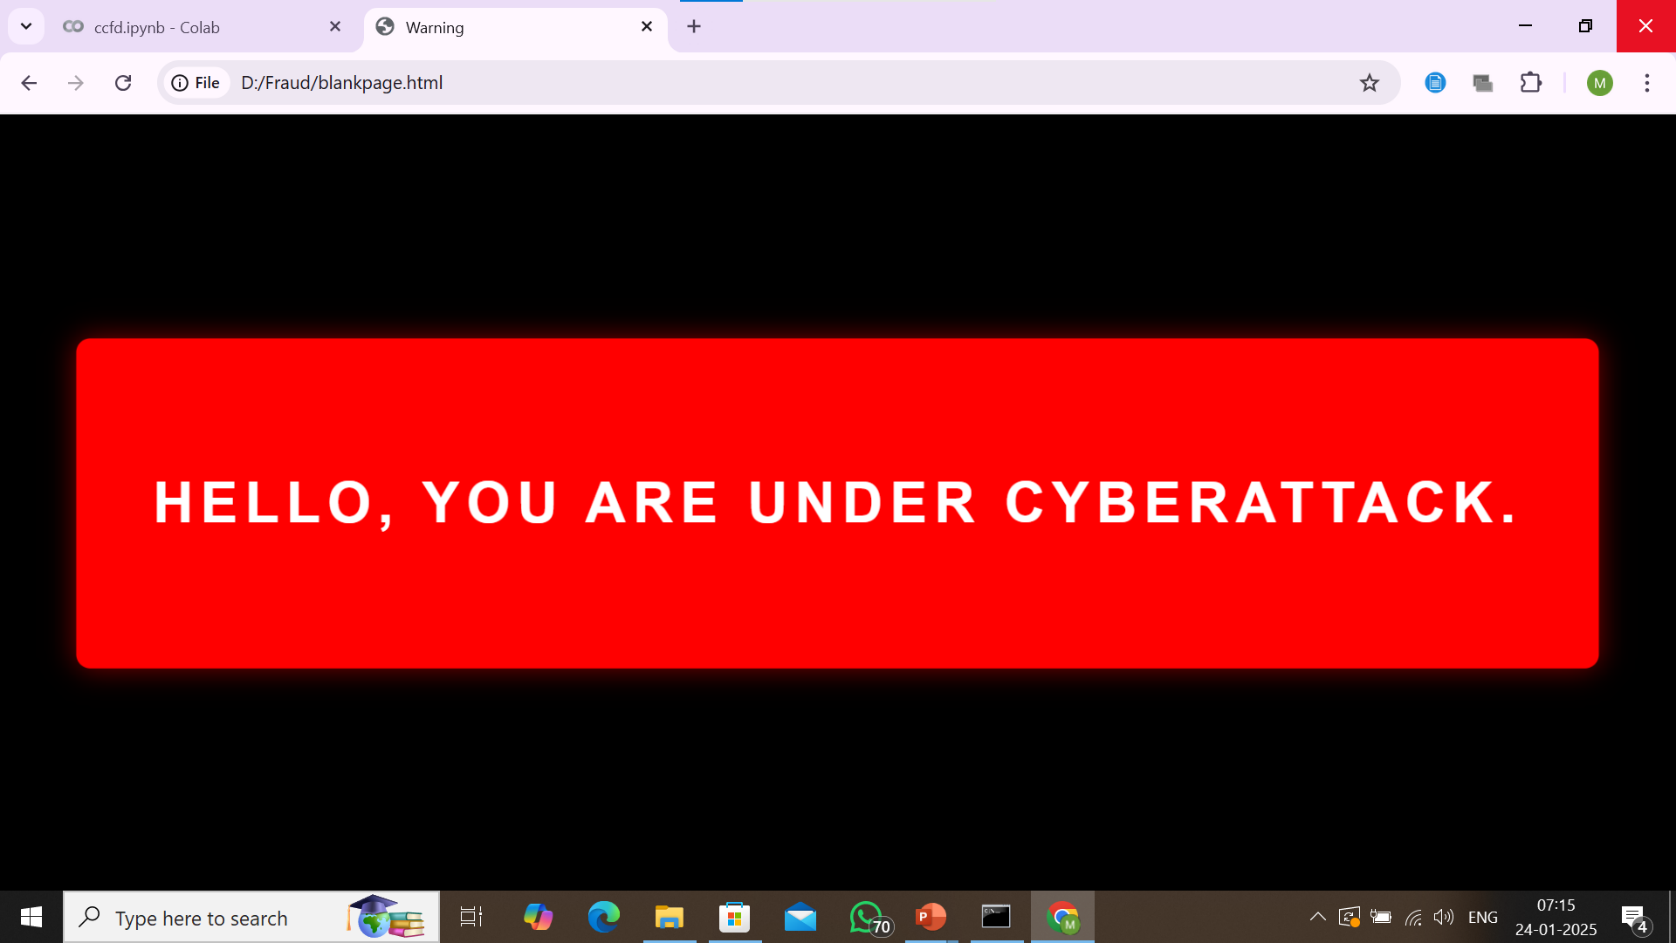 ccfd.ipynb - Colab
Warning
File
D:/Fraud/blankpage.html
M
HELLO, YOU ARE UNDER CYBERATTACK.
Type here to search
70
P
M
ENG
07:15
24-01-2025
4